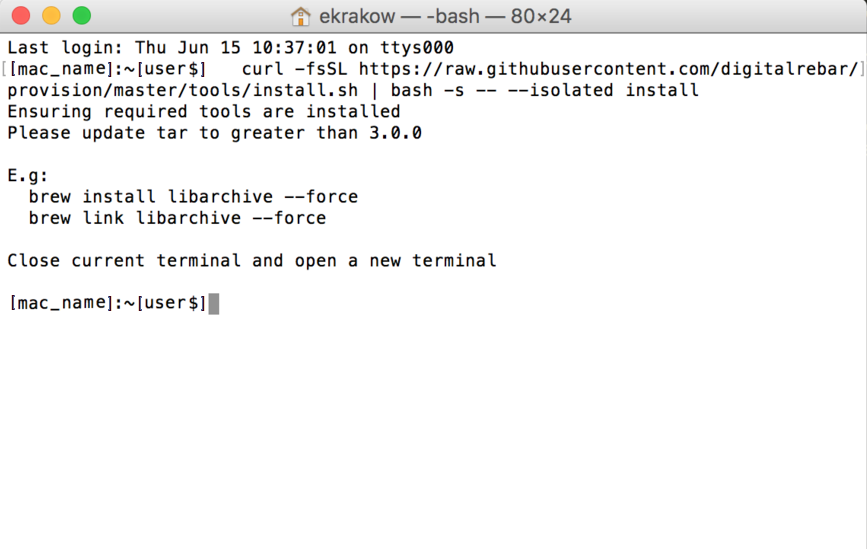 ekrakow — -bash — 80×24
Last login: Thu Jun 15 10:37:01 on ttys000
[[mac_name]:~[user$]   curl -fsSL https://raw.githubusercontent.com/digitalrebar/]
provision/master/tools/install.sh | bash -s -- --isolated install
Ensuring required tools are installed
Please update tar to greater than 3.0.0
E.g:
  brew install libarchive --force
  brew link libarchive --force
Close current terminal and open a new terminal
[mac_name]:~[user$]